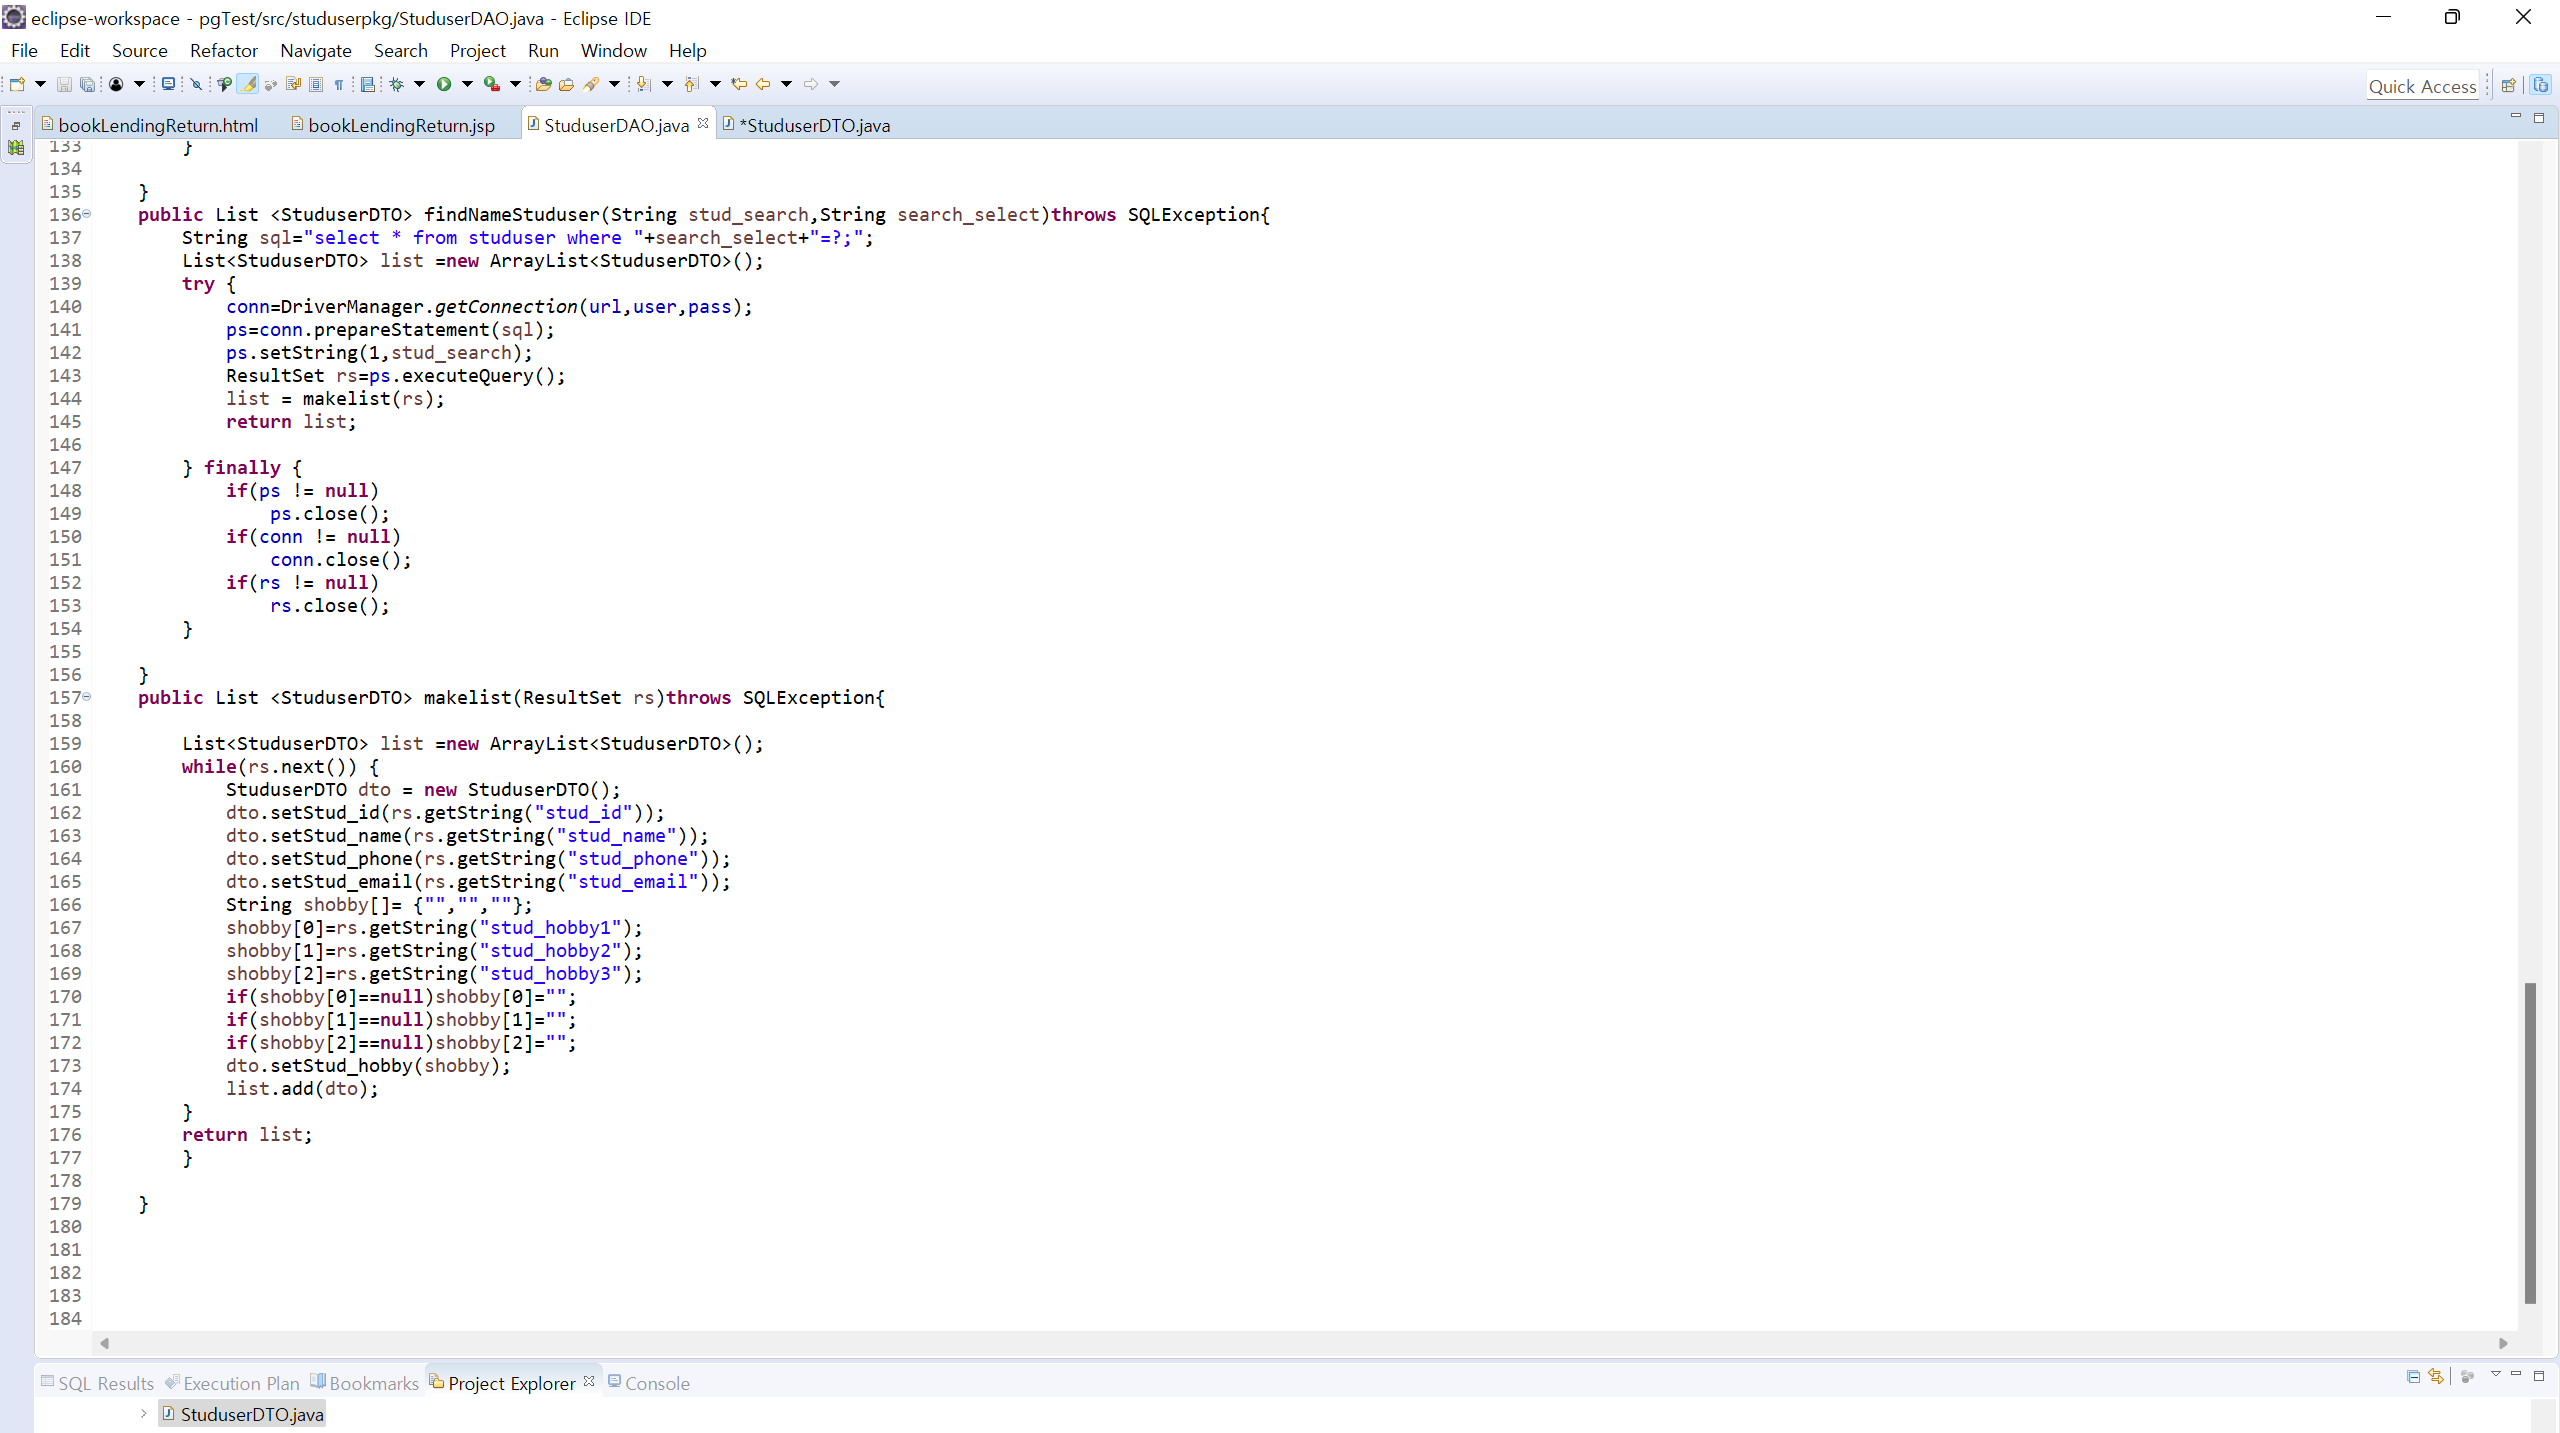 eclipse-workspace - pgTest/src/studuserpkg/StuduserDAO.java - Eclipse IDE
File Edit Source Refactor Navigate Search Project Run Window Help
Quick Access
bookLendingReturn.html bookLendingReturn.jsp StuduserDAO.java *StuduserDTO.java
133 }
134
135 }
136 public List <StuduserDTO> findNameStuduser(String stud_search,String search_select)throws SQLException{
137 String sql="select * from studuser where "+search_select+"=?;";
138 List<StuduserDTO> list =new ArrayList<StuduserDTO>();
139 try {
140 conn=DriverManager.getConnection(url,user,pass);
141 ps=conn.prepareStatement(sql);
142 ps.setString(1,stud_search);
143 ResultSet rs=ps.executeQuery();
144 list = makelist(rs);
145 return list;
146
147 } finally {
148 if(ps != null)
149 ps.close();
150 if(conn != null)
151 conn.close();
152 if(rs != null)
153 rs.close();
154 }
155
156 }
157 public List <StuduserDTO> makelist(ResultSet rs)throws SQLException{
158
159 List<StuduserDTO> list =new ArrayList<StuduserDTO>();
160 while(rs.next()) {
161 StuduserDTO dto = new StuduserDTO();
162 dto.setStud_id(rs.getString("stud_id"));
163 dto.setStud_name(rs.getString("stud_name"));
164 dto.setStud_phone(rs.getString("stud_phone"));
165 dto.setStud_email(rs.getString("stud_email"));
166 String shobby[]= {"","",""};
167 shobby[0]=rs.getString("stud_hobby1");
168 shobby[1]=rs.getString("stud_hobby2");
169 shobby[2]=rs.getString("stud_hobby3");
170 if(shobby[0]==null)shobby[0]="";
171 if(shobby[1]==null)shobby[1]="";
172 if(shobby[2]==null)shobby[2]="";
173 dto.setStud_hobby(shobby);
174 list.add(dto);
175 }
176 return list;
177 }
178
179 }
180
181
182
183
184
SQL Results Execution Plan Bookmarks Project Explorer Console
StuduserDTO.java